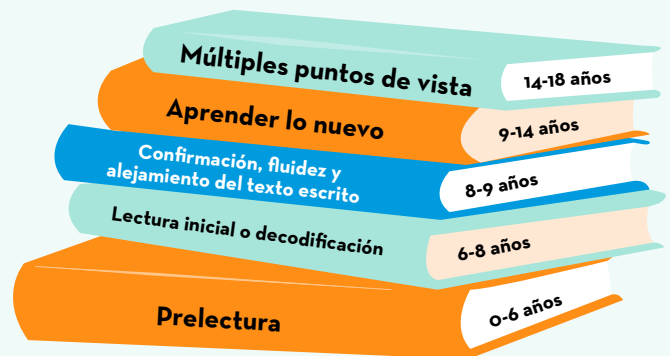 Múltiples puntos de vista
14-18 años
Aprender lo nuevo
9-14 años
Confirmación, fluidez y
alejamiento del texto escrito
8-9 años
Lectura inicial o decodificación
6-8 años
Prelectura
0-6 años